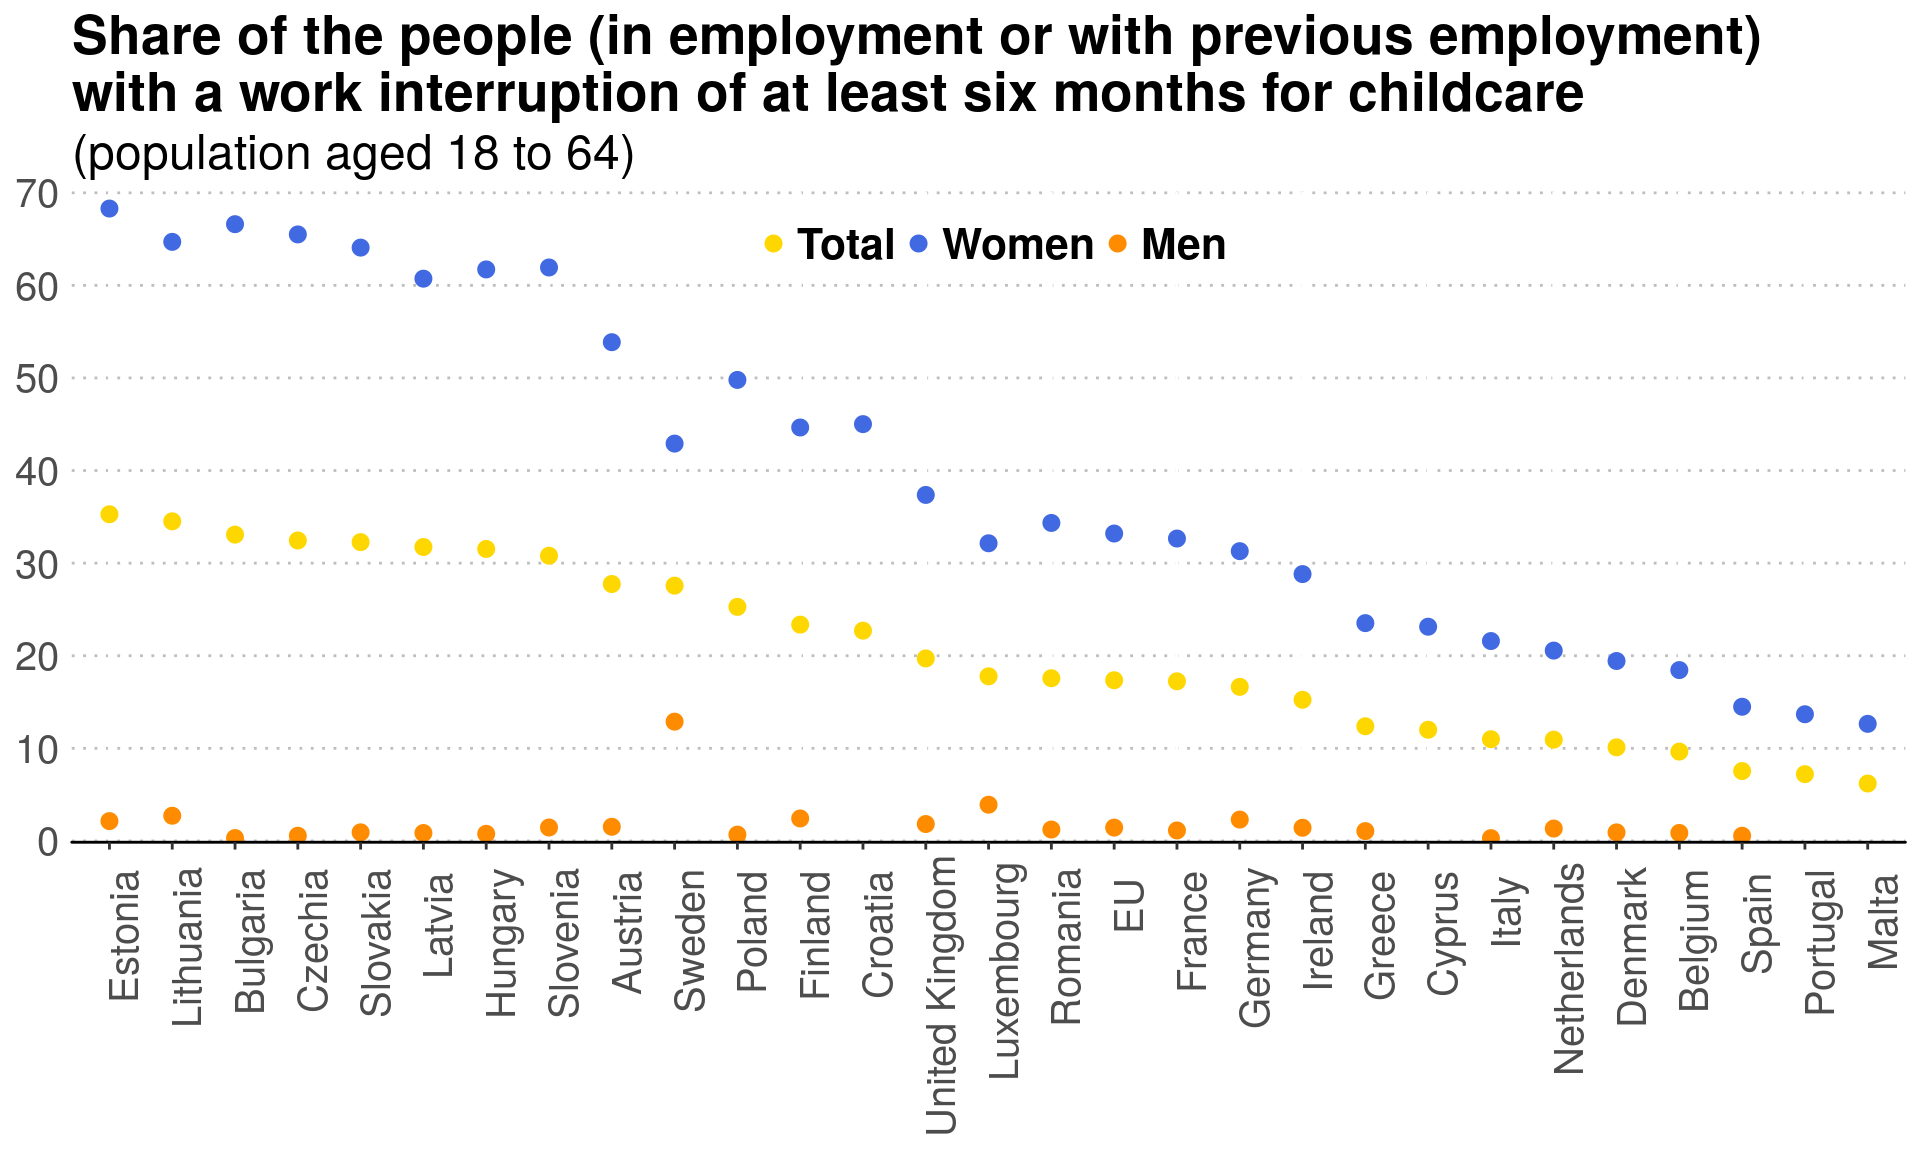 Share of the people (in employment or with previous employment)
with a work interruption of at least six months for childcare
(population aged 18 to 64)
70
Total Women Men
60
50
40
30
20
10
0
Estonia
Lithuania
Bulgaria
Czechia
Slovakia
Latvia
Hungary
Slovenia
Austria
Sweden
Poland
Finland
Croatia
United Kingdom
Luxembourg
Romania
EU
France
Germany
Ireland
Greece
Cyprus
Italy
Netherlands
Denmark
Belgium
Spain
Portugal
Malta